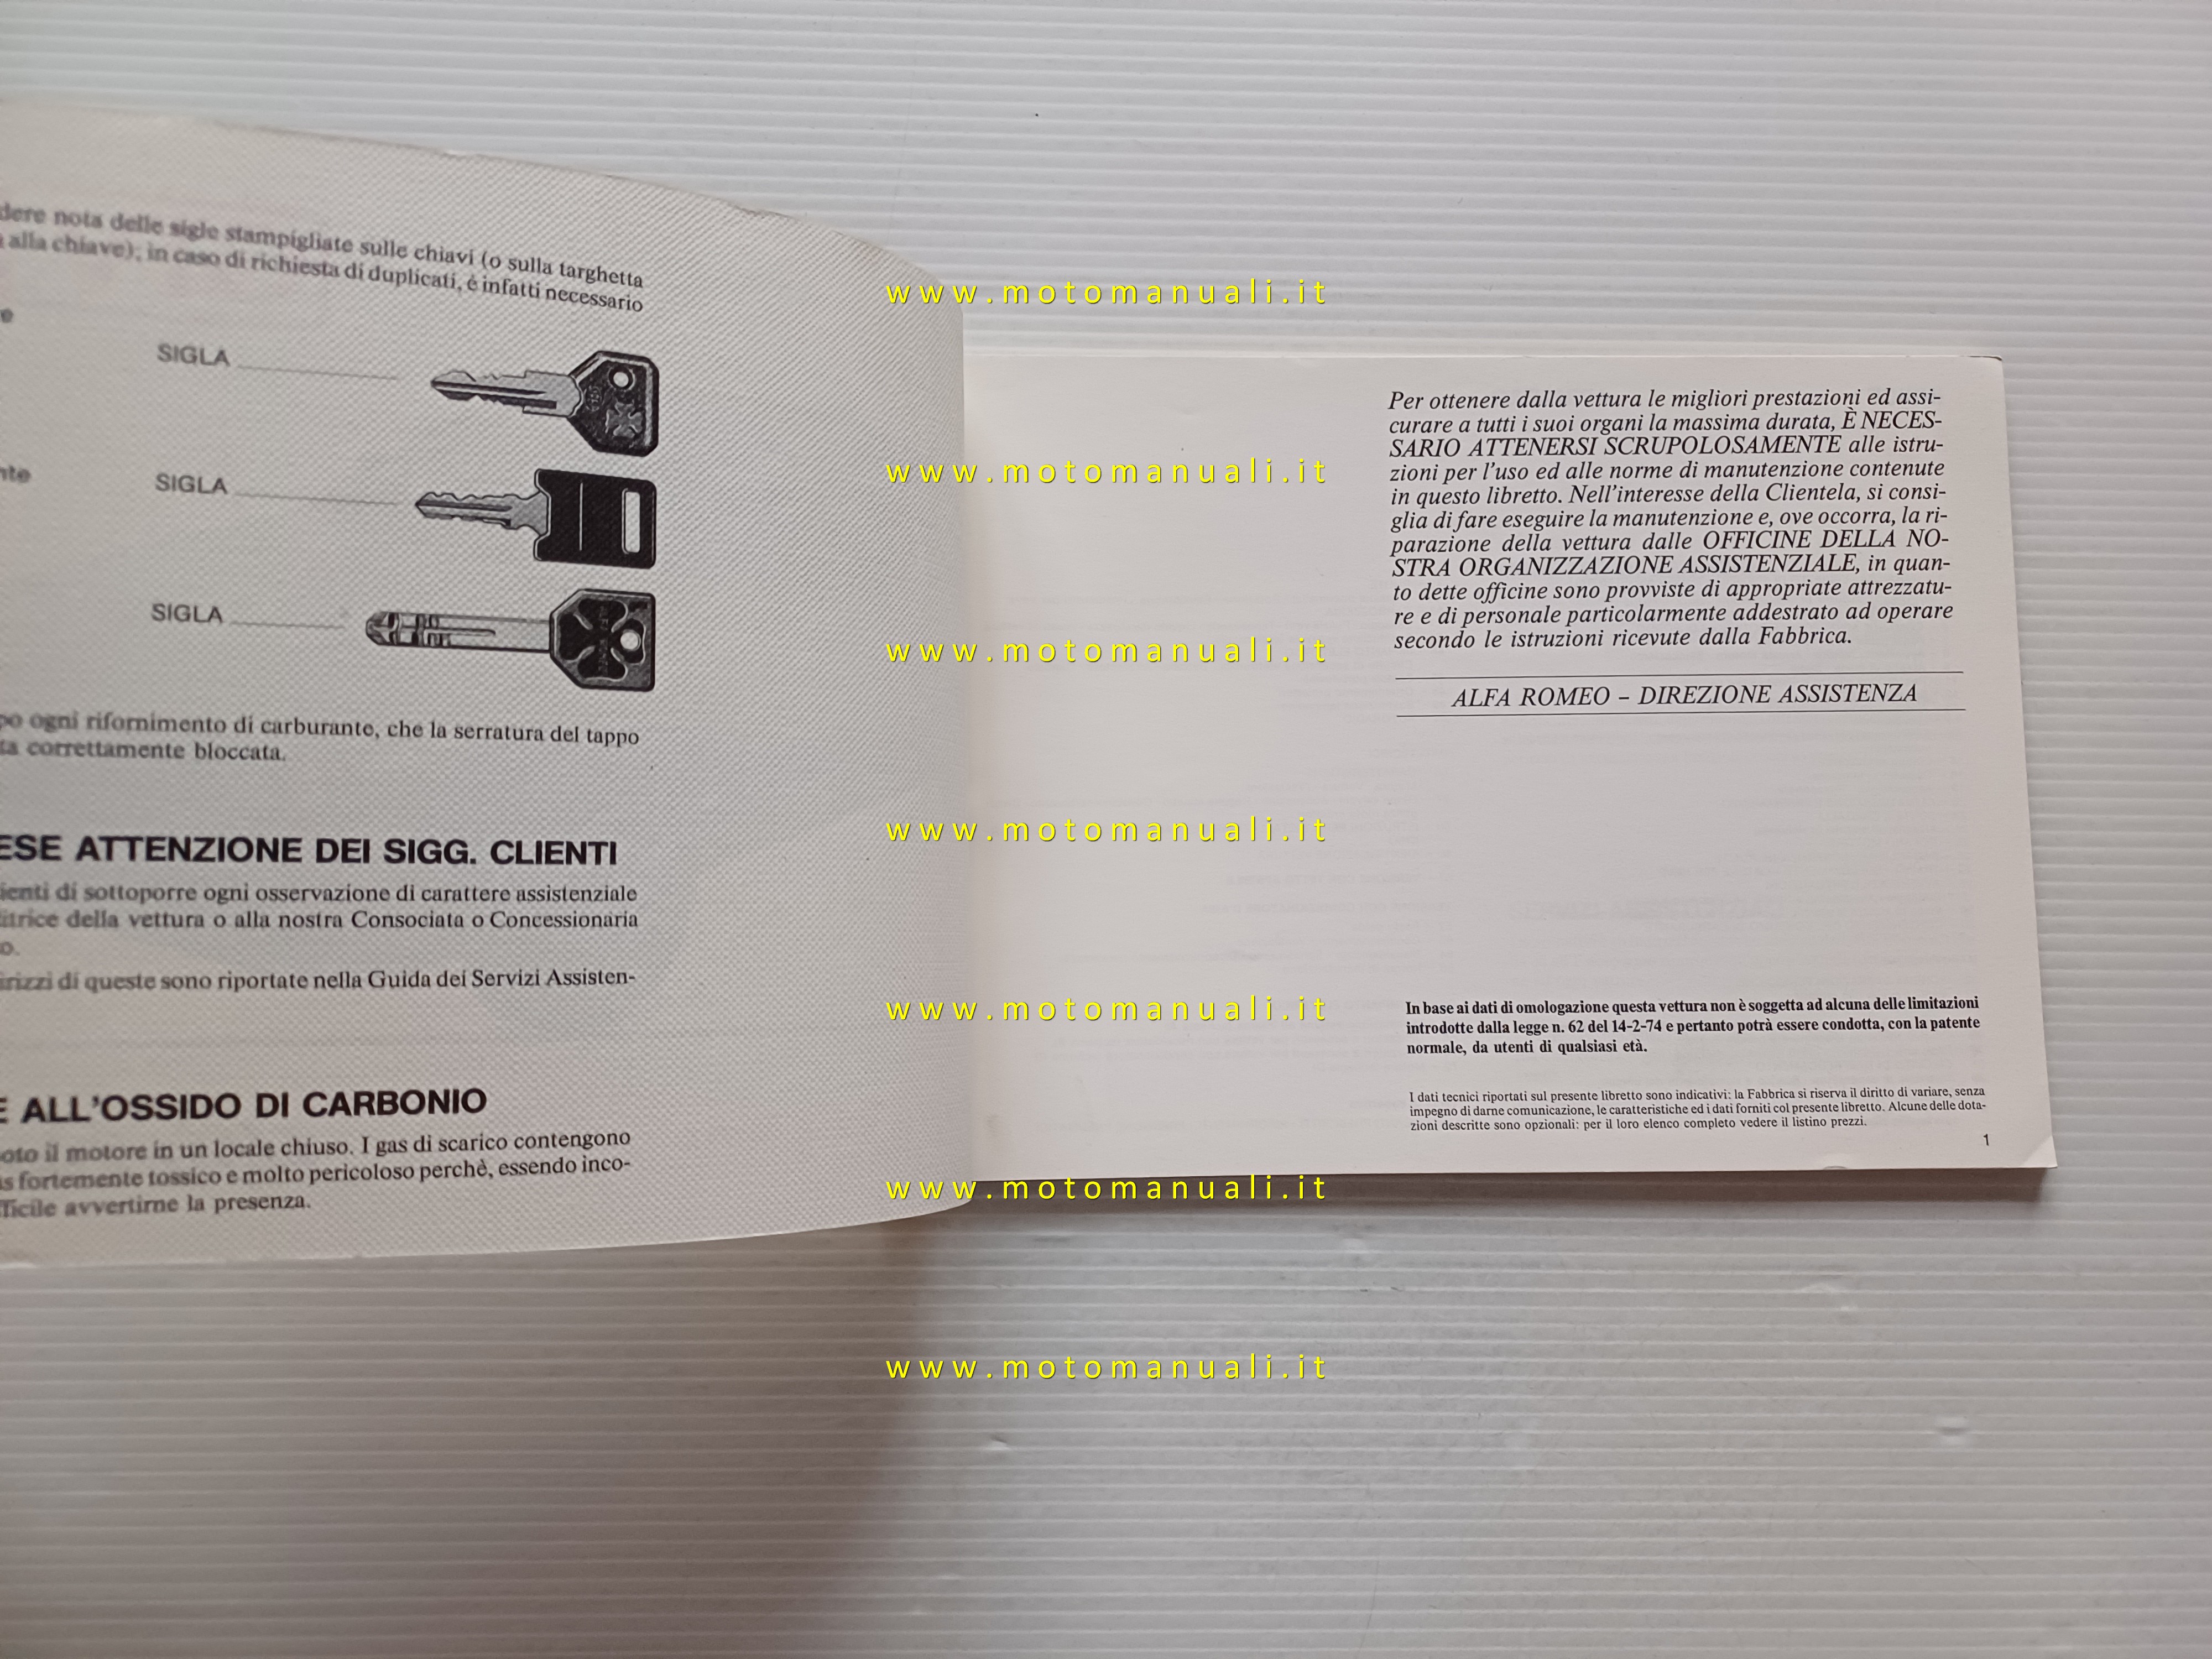 dere nota delle sigle stampigliate sulle chiavi (o sulla targhetta
alla chiave); in caso di richiesta di duplicati, è infatti necessario
SIGLA
SIGLA
SIGLA
ogni rifornimento di carburante, che la serratura del tappo
correttamente bloccata.
ESE ATTENZIONE DEI SIGG. CLIENTI
ienti di sottoporre ogni osservazione di carattere assistenziale
itrice della vettura o alla nostra Consociata o Concessionaria
o.
irizzi di queste sono riportate nella Guida dei Servizi Assisten-
E ALL'OSSIDO DI CARBONIO
oto il motore in un locale chiuso. I gas di scarico contengono
as fortemente tossico e molto pericoloso perchè, essendo inco-
fficile avvertirne la presenza.
Per ottenere dalla vettura le migliori prestazioni ed assi-
curare a tutti i suoi organi la massima durata, È NECES-
SARIO ATTENERSI SCRUPOLOSAMENTE alle istru-
zioni per l'uso ed alle norme di manutenzione contenute
in questo libretto. Nell'interesse della Clientela, si consi-
glia di fare eseguire la manutenzione e, ove occorra, la ri-
parazione della vettura dalle OFFICINE DELLA NO-
STRA ORGANIZZAZIONE ASSISTENZIALE, in quan-
to dette officine sono provviste di appropriate attrezzatu-
re e di personale particolarmente addestrato ad operare
secondo le istruzioni ricevute dalla Fabbrica.
ALFA ROMEO – DIREZIONE ASSISTENZA
In base ai dati di omologazione questa vettura non è soggetta ad alcuna delle limitazioni
introdotte dalla legge n. 62 del 14-2-74 e pertanto potrà essere condotta, con la patente
normale, da utenti di qualsiasi età.
I dati tecnici riportati sul presente libretto sono indicativi: la Fabbrica si riserva il diritto di variare, senza
impegno di darne comunicazione, le caratteristiche ed i dati forniti col presente libretto. Alcune delle dota-
zioni descritte sono opzionali: per il loro elenco completo vedere il listino prezzi.
1
www.motomanuali.it
www.motomanuali.it
www.motomanuali.it
www.motomanuali.it
www.motomanuali.it
www.motomanuali.it
www.motomanuali.it